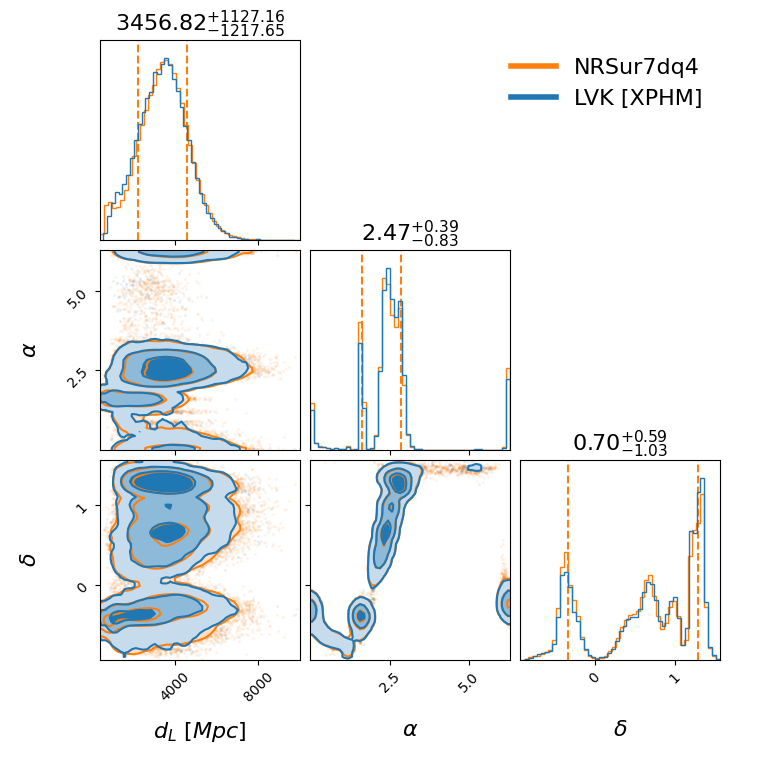 3456.82+1127.16−1217.65
NRSur7dq4
LVK [XPHM]
2.47+0.39−0.83
5.0
2.5
α
0.70+0.59−1.03
1
0
δ
4000
8000
2.5
5.0
0
1
d_L [Mpc]
α
δ